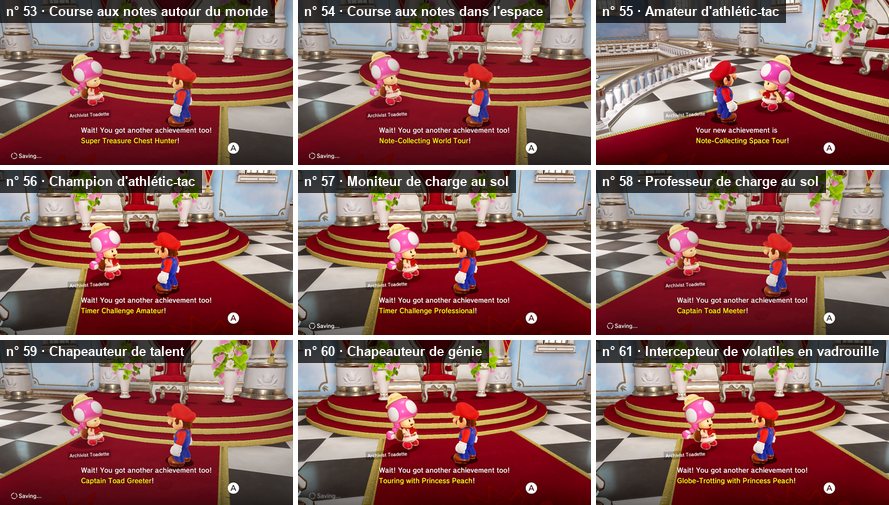 n° 53 · Course aux notes autour du monde
Archivist Toadette
Wait! You got another achievement too!
Super Treasure Chest Hunter!
A
Saving...
n° 54 · Course aux notes dans l'espace
Archivist Toadette
Wait! You got another achievement too!
Note-Collecting World Tour!
A
Saving...
n° 55 · Amateur d'athlétic-tac
Archivist Toadette
Your new achievement is
Note-Collecting Space Tour!
A
n° 56 · Champion d'athlétic-tac
Archivist Toadette
Wait! You got another achievement too!
Timer Challenge Amateur!
A
n° 57 · Moniteur de charge au sol
Archivist Toadette
Wait! You got another achievement too!
Timer Challenge Professional!
A
Saving...
n° 58 · Professeur de charge au sol
Archivist Toadette
Wait! You got another achievement too!
Captain Toad Meeter!
A
Saving...
n° 59 · Chapeauteur de talent
Archivist Toadette
Wait! You got another achievement too!
Captain Toad Greeter!
A
Saving...
n° 60 · Chapeauteur de génie
Archivist Toadette
Wait! You got another achievement too!
Touring with Princess Peach!
A
Saving...
n° 61 · Intercepteur de volatiles en vadrouille
Archivist Toadette
Wait! You got another achievement too!
Globe-Trotting with Princess Peach!
A